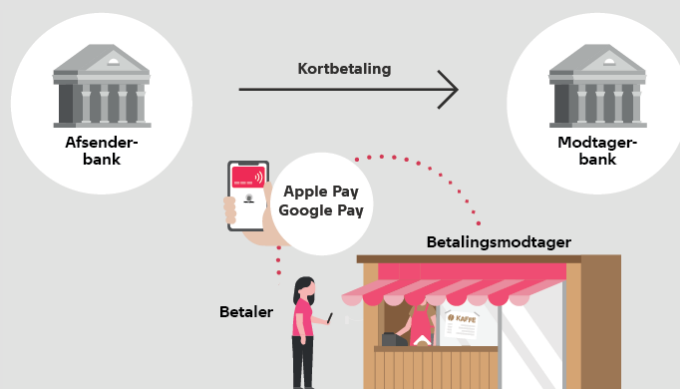 Kortbetaling
Afsender-
bank
Modtager-
bank
Apple Pay
Google Pay
Betalingsmodtager
Betaler
KAFFE